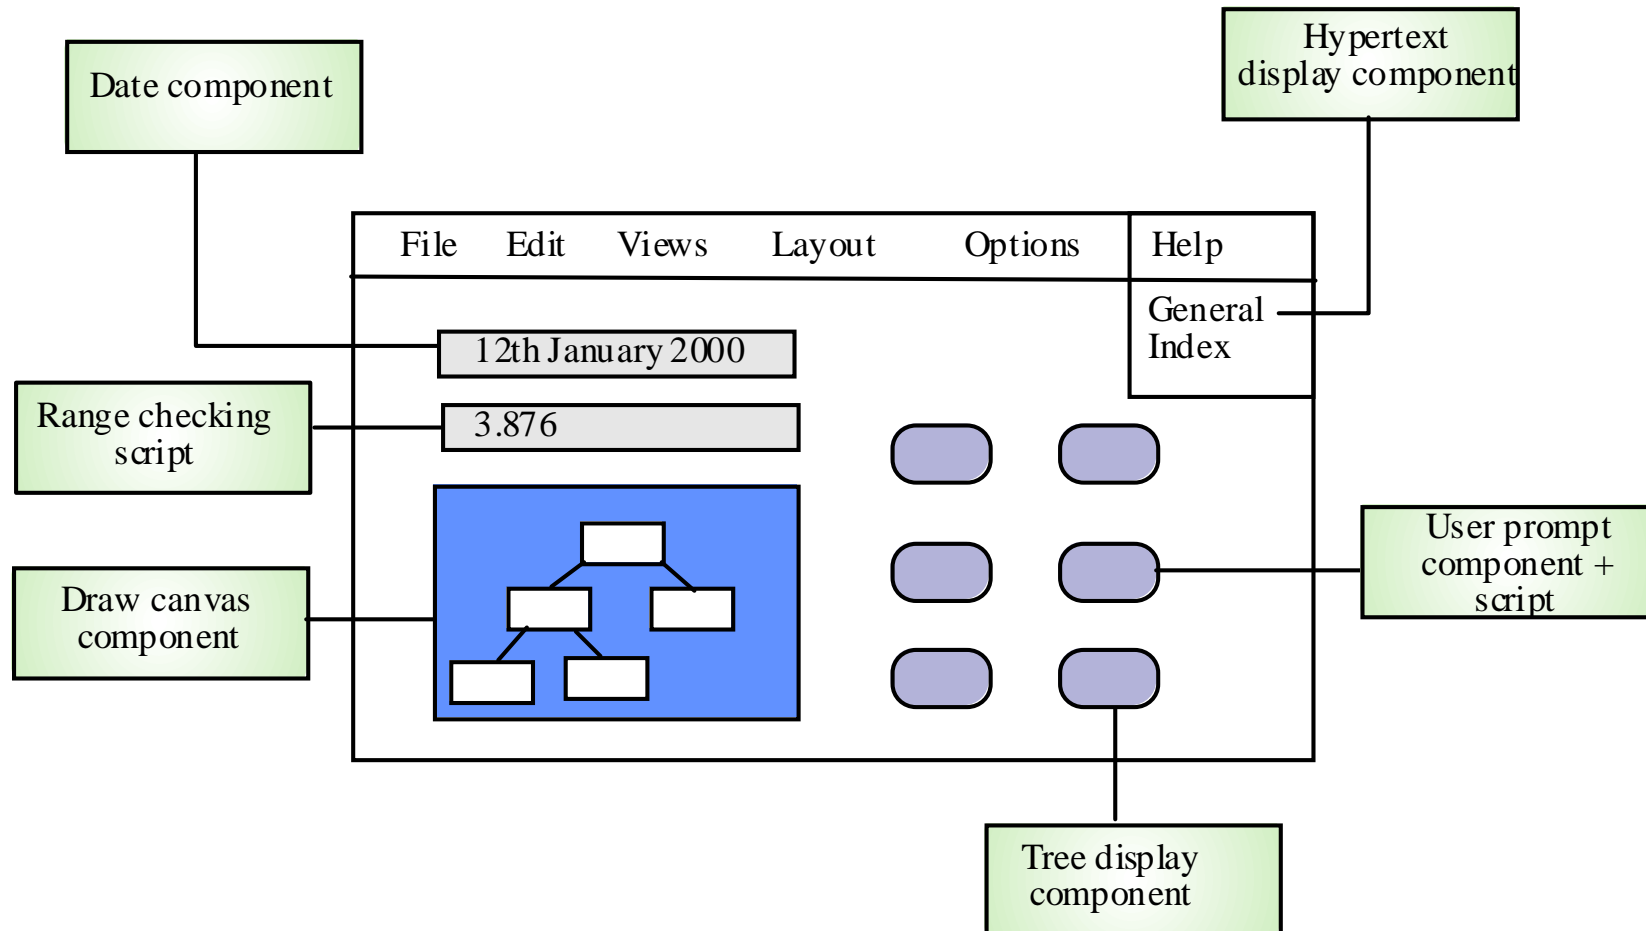 Date component
Hypertext
display component
File Edit Views Layout Options Help
General
Index
12th January 2000
Range checking
script
3.876
Draw canvas
component
User prompt
component +
script
Tree display
component